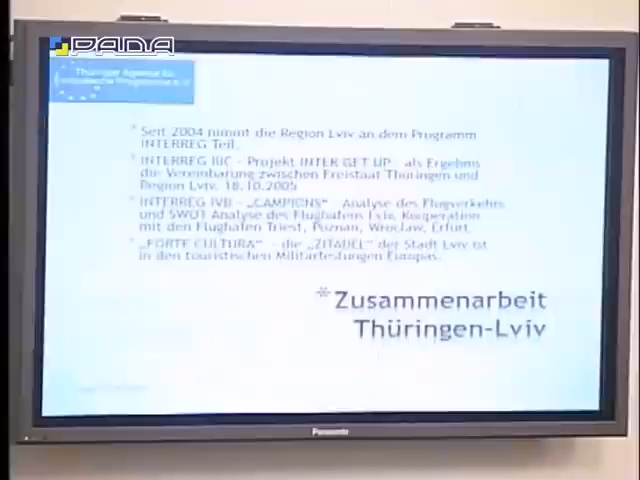 РАДА
Thüringer Agentur für
Europäische Programme e.V.
* Seit 2004 nimmt die Region Lviv an dem Programm
INTERREG Teil.
* INTERREG IIIC – Projekt INTER GET UP – als Ergebnis
die Vereinbarung zwischen Freistaat Thüringen und
Region Lviv. 18.10.2005
* INTERREG IVB – „CAMPIONS“ – Analyse des Flugverkehrs
und SWOT Analyse des Flughafens Lviv. Kooperation
mit den Flughafen Triest, Poznan, Wroclaw, Erfurt.
* „FORTE CULTURA“ – die „ZITADEL“ der Stadt Lviv ist
in den touristischen Militärfestungen Europas.
* Zusammenarbeit
Thüringen-Lviv
Panasonic